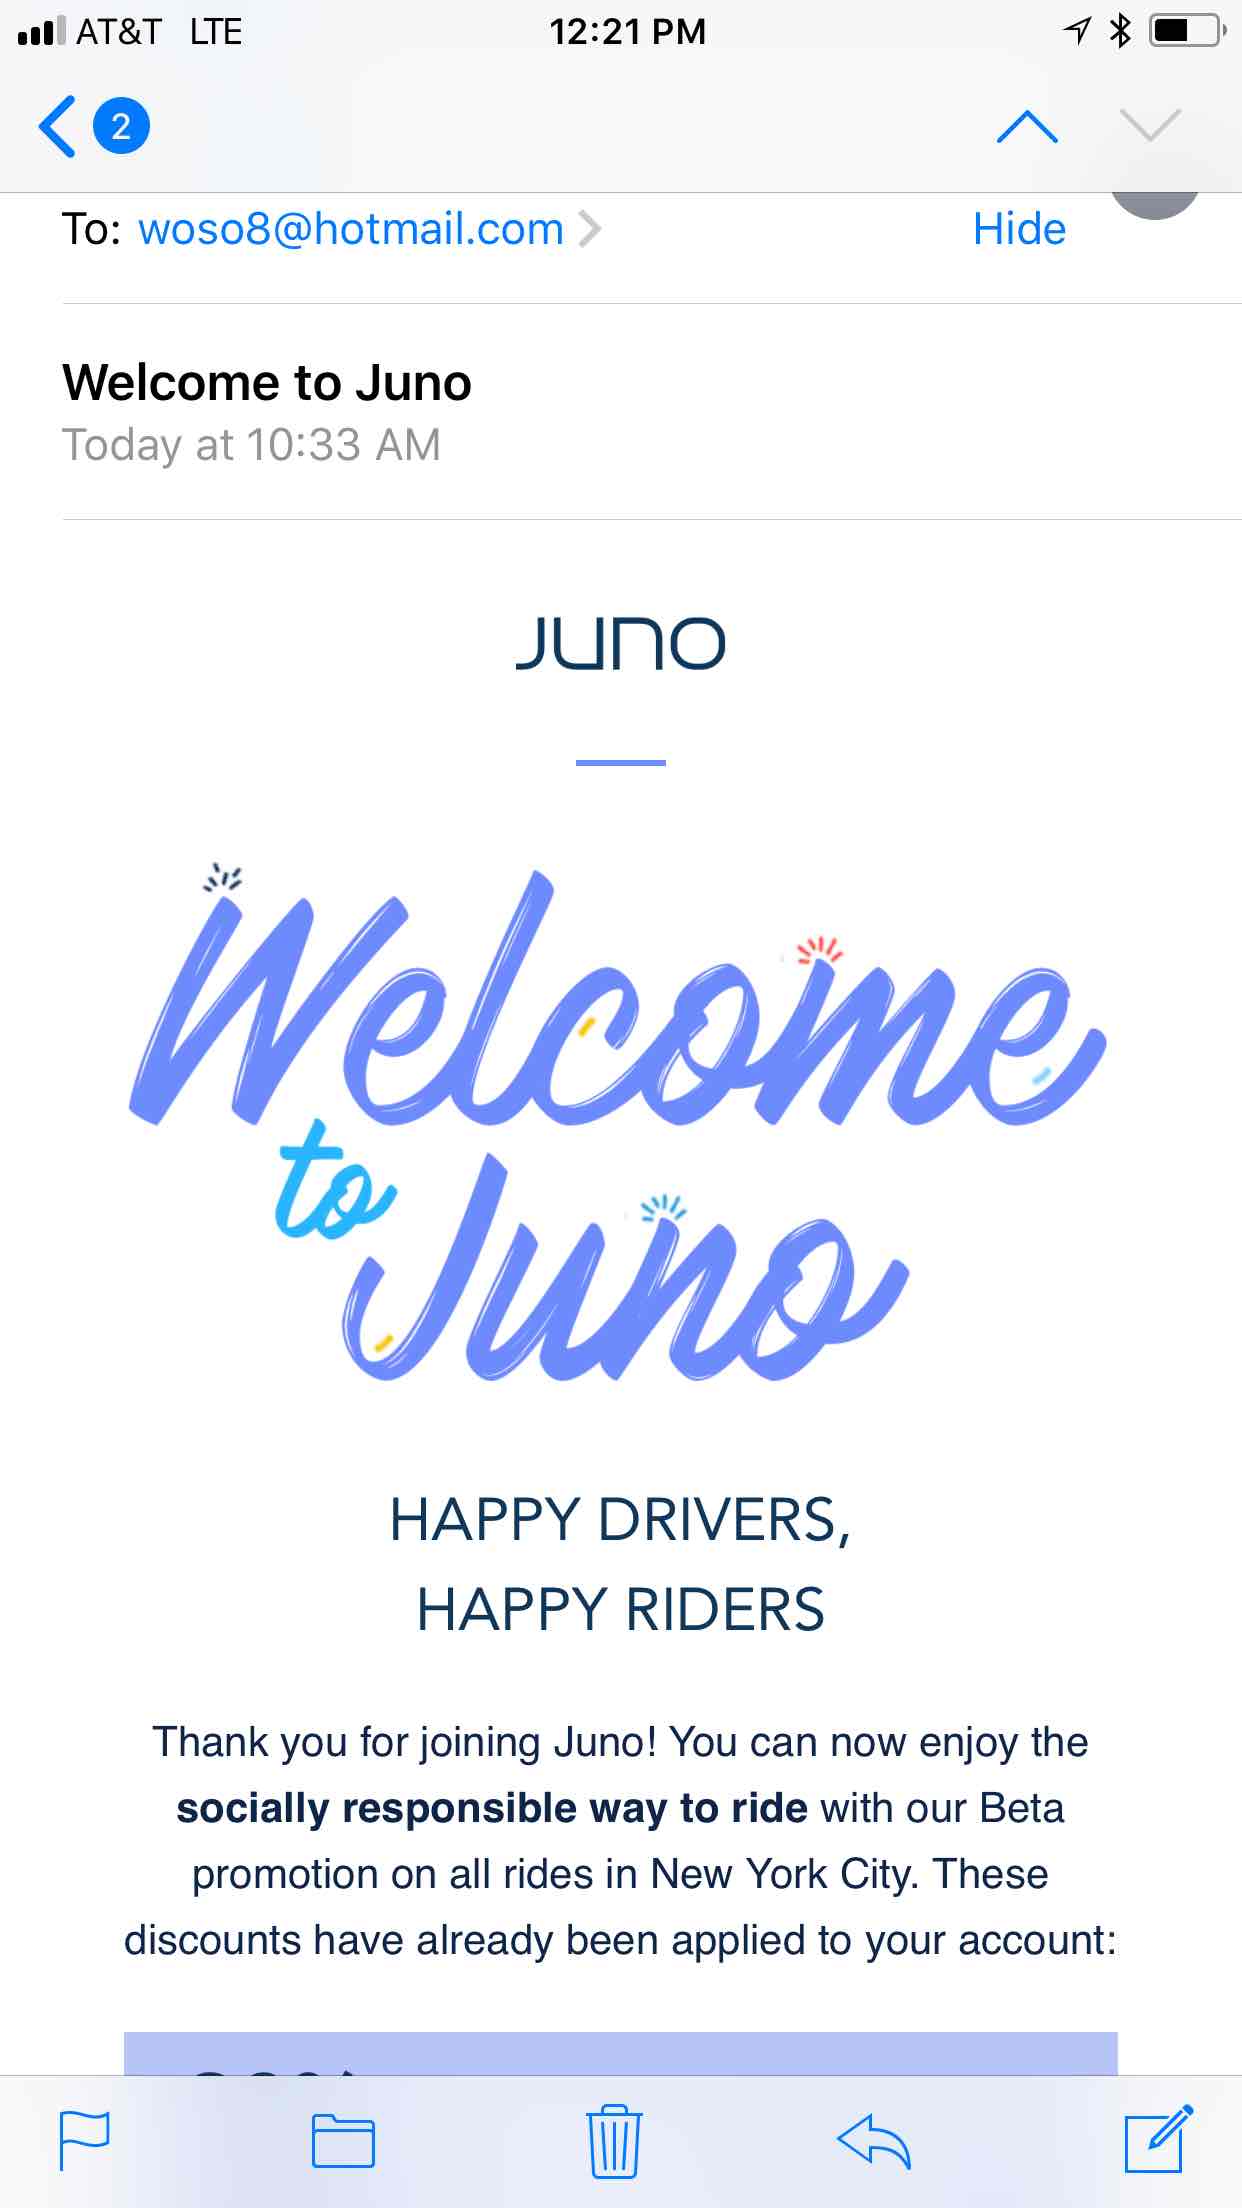 AT&T LTE 12:21 PM
2
To: woso8@hotmail.com Hide
Welcome to Juno
Today at 10:33 AM
JUNO
Welcome
to
Juno
HAPPY DRIVERS,
HAPPY RIDERS
Thank you for joining Juno! You can now enjoy the
socially responsible way to ride with our Beta
promotion on all rides in New York City. These
discounts have already been applied to your account: